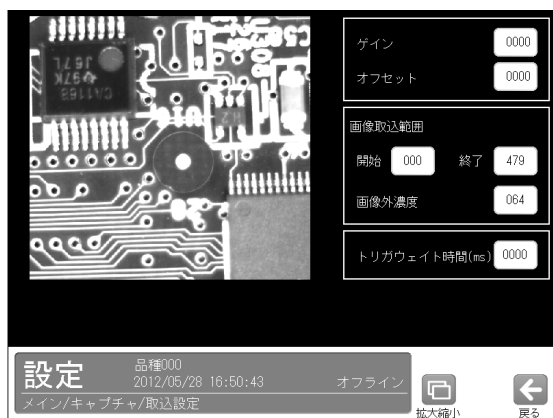 ゲイン 0000
オフセット 0000
画像取込範囲
開始 000 終了 479
画像外濃度 064
トリガウェイト時間(ms) 0000
設定
品種000
2012/05/28 16:50:43 オフライン
メイン/キャプチャ/取込設定
拡大縮小
戻る